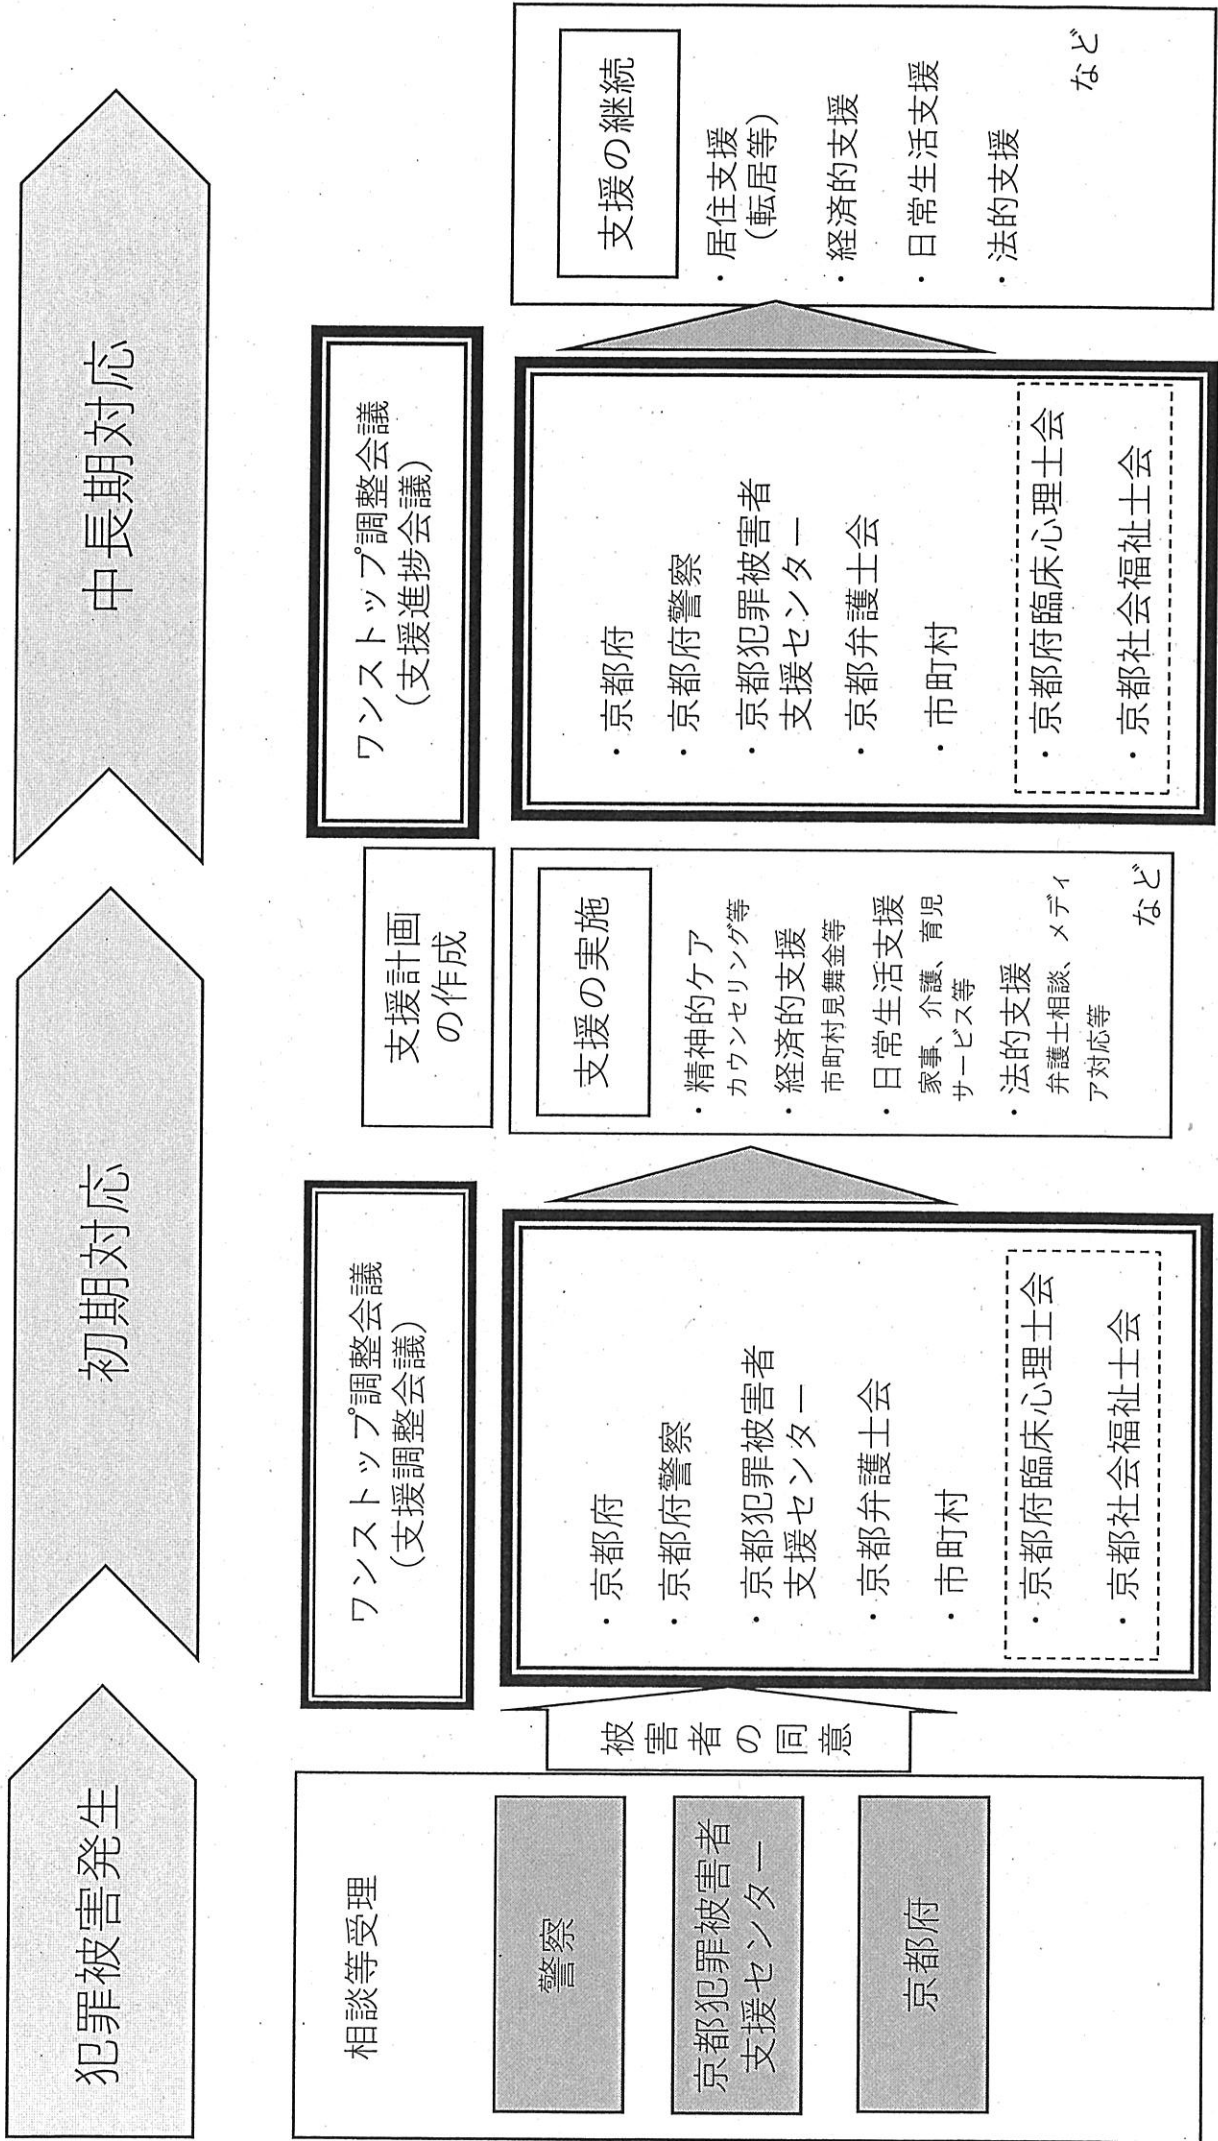 犯罪被害発生
初期対応
中長期対応
相談等受理
警察
京都犯罪被害者
支援センター
京都府
被害者の同意
ワンストップ調整会議
(支援調整会議)
・京都府
・京都府警察
・京都犯罪被害者
支援センター
・京都弁護士会
・市町村
・京都府臨床心理士会
・京都社会福祉士会
支援計画
の作成
支援の実施
・精神的ケア
カウンセリング等
・経済的支援
市町村見舞金等
・日常生活支援
家事、介護、育児
サービス等
・法的支援
弁護士相談、メディ
ア対応等
など
ワンストップ調整会議
(支援進捗会議)
・京都府
・京都府警察
・京都犯罪被害者
支援センター
・京都弁護士会
・市町村
・京都府臨床心理士会
・京都社会福祉士会
支援の継続
・居住支援
(転居等)
・経済的支援
・日常生活支援
・法的支援
など